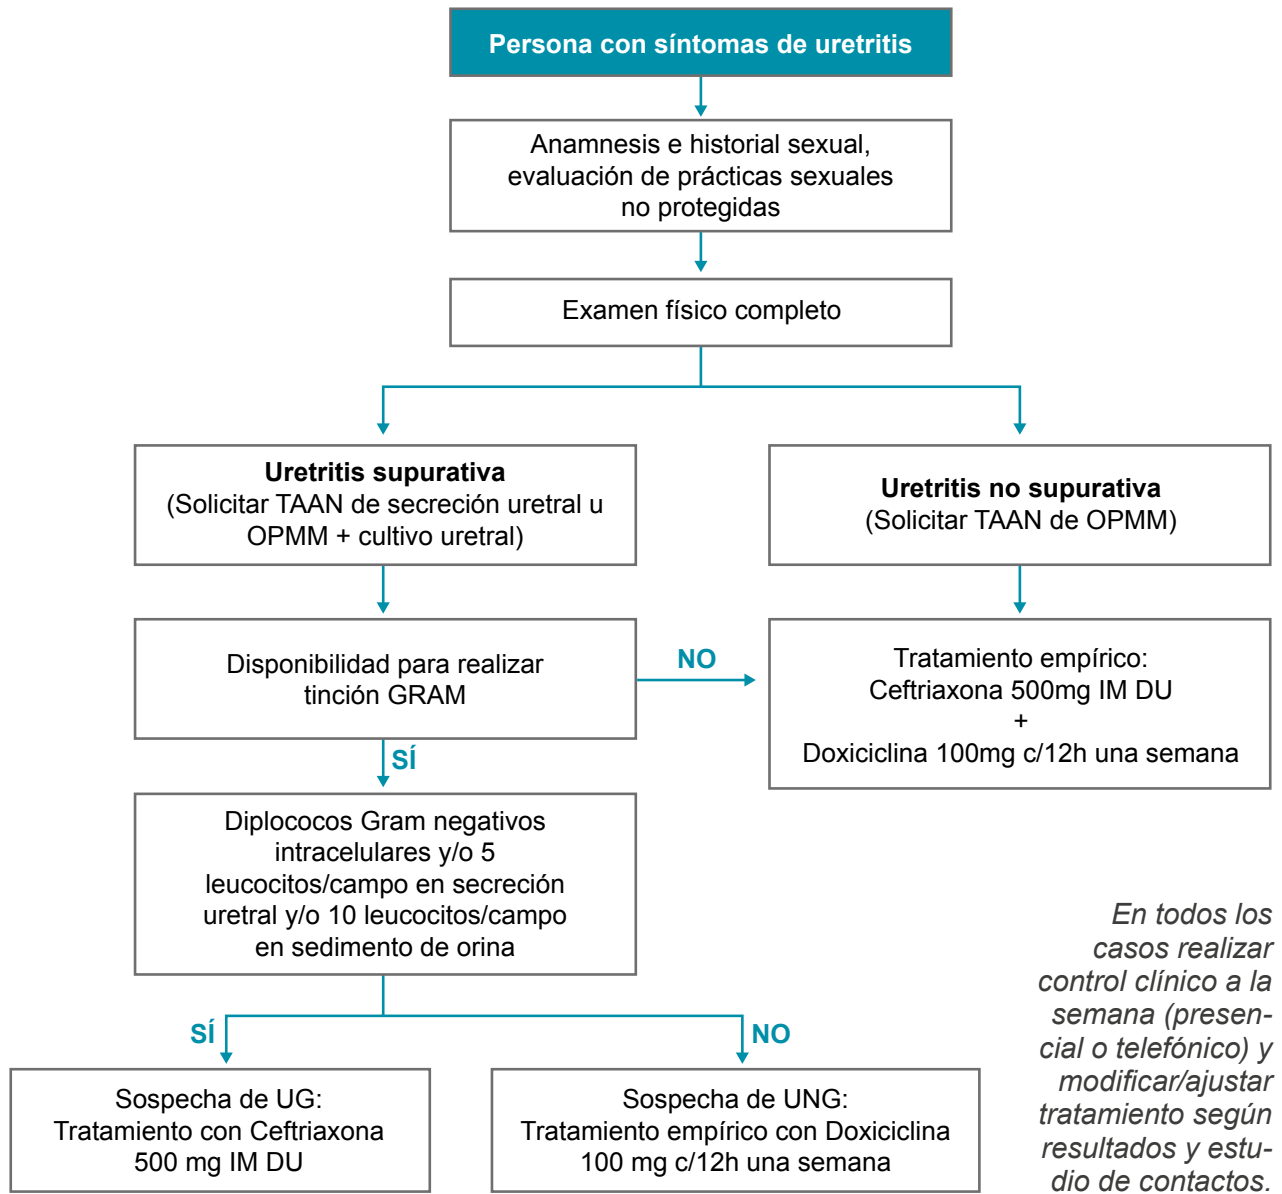 Persona con síntomas de uretritis
Anamnesis e historial sexual,
evaluación de prácticas sexuales
no protegidas
Examen físico completo
Uretritis supurativa
(Solicitar TAAN de secreción uretral u
OPMM + cultivo uretral)
Uretritis no supurativa
(Solicitar TAAN de OPMM)
Disponibilidad para realizar
tinción GRAM
NO
Tratamiento empírico:
Ceftriaxona 500mg IM DU
+
Doxiciclina 100mg c/12h una semana
SÍ
Diplococos Gram negativos
intracelulares y/o 5
leucocitos/campo en secreción
uretral y/o 10 leucocitos/campo
en sedimento de orina
SÍ
NO
Sospecha de UG:
Tratamiento con Ceftriaxona
500 mg IM DU
Sospecha de UNG:
Tratamiento empírico con Doxiciclina
100 mg c/12h una semana
En todos los
casos realizar
control clínico a la
semana (presen-
cial o telefónico) y
modificar/ajustar
tratamiento según
resultados y estu-
dio de contactos.